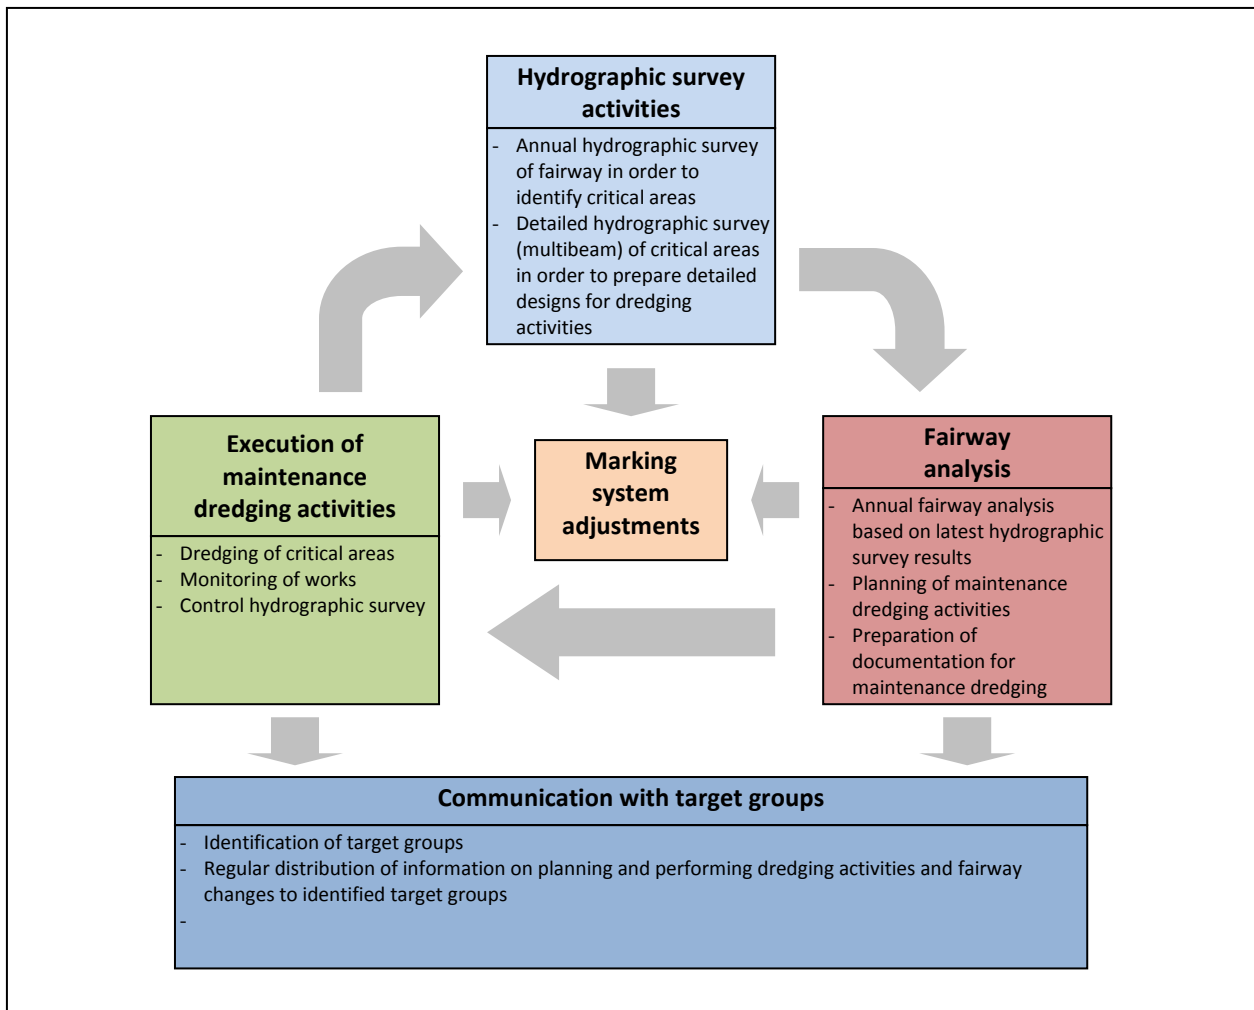 Hydrographic survey
activities
- Annual hydrographic survey
of fairway in order to
identify critical areas
- Detailed hydrographic survey
(multibeam) of critical areas
in order to prepare detailed
designs for dredging
activities
Execution of
maintenance
dredging activities
- Dredging of critical areas
- Monitoring of works
- Control hydrographic survey
Marking
system
adjustments
Fairway
analysis
- Annual fairway analysis
based on latest hydrographic
survey results
- Planning of maintenance
dredging activities
- Preparation of
documentation for
maintenance dredging
Communication with target groups
- Identification of target groups
- Regular distribution of information on planning and performing dredging activities and fairway
changes to identified target groups
-